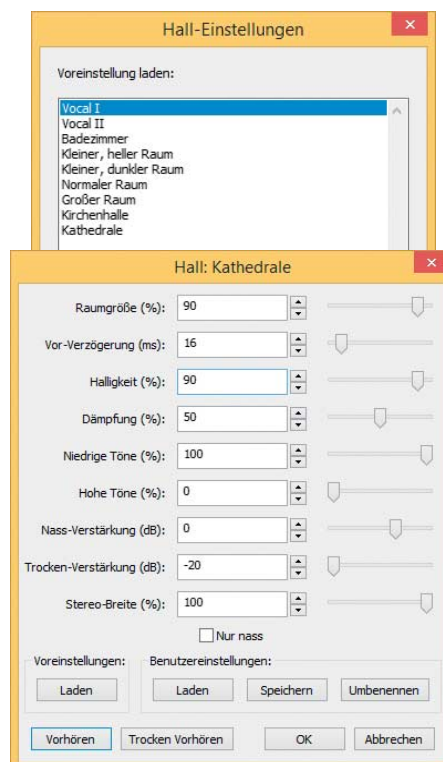 Hall-Einstellungen
Voreinstellung laden:
Vocal I
Vocal II
Badezimmer
Kleiner, heller Raum
Kleiner, dunkler Raum
Normaler Raum
Großer Raum
Kirchenhalle
Kathedrale
Hall: Kathedrale
Raumgröße (%): 90
Vor-Verzögerung (ms): 16
Halligkeit (%): 90
Dämpfung (%): 50
Niedrige Töne (%): 100
Hohe Töne (%): 0
Nass-Verstärkung (dB): 0
Trocken-Verstärkung (dB): -20
Stereo-Breite (%): 100
Nur nass
Voreinstellungen: Benutzereinstellungen:
Laden Laden Speichern Umbenennen
Vorhören Trocken Vorhören OK Abbrechen